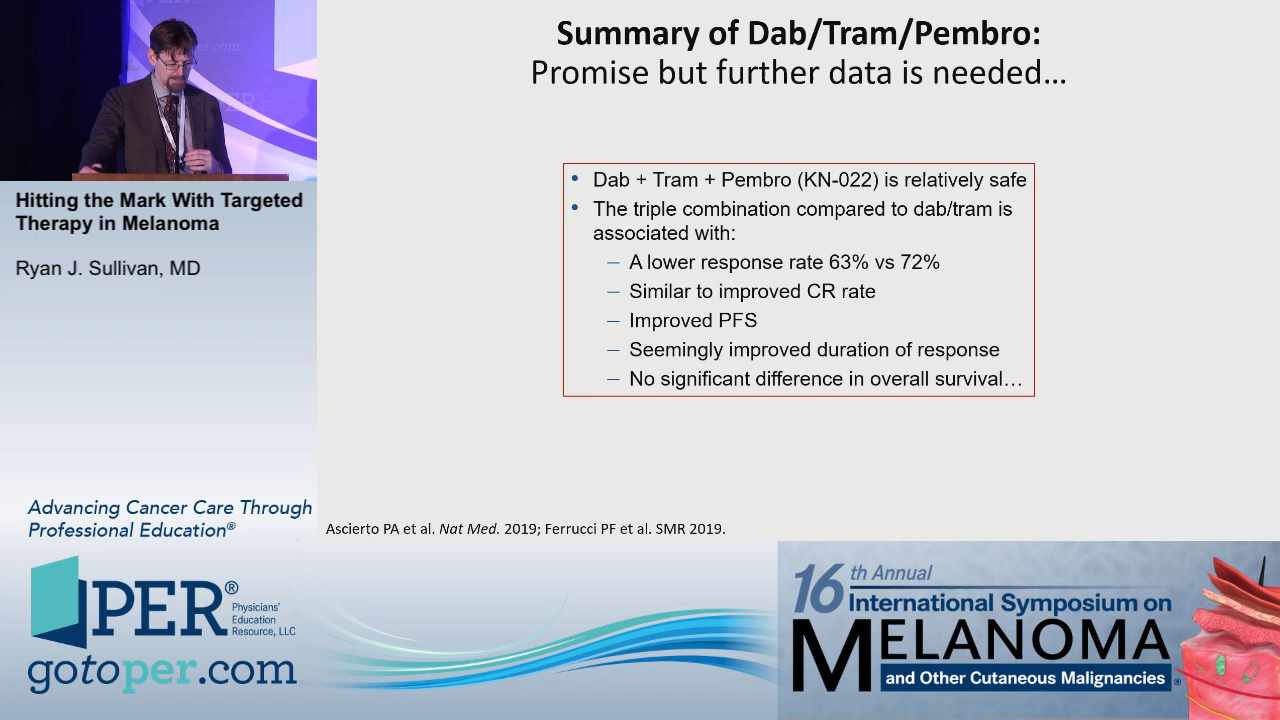 Summary of Dab/Tram/Pembro:
Promise but further data is needed…
Hitting the Mark With Targeted
Therapy in Melanoma
Ryan J. Sullivan, MD
• Dab + Tram + Pembro (KN-022) is relatively safe
• The triple combination compared to dab/tram is
associated with:
– A lower response rate 63% vs 72%
– Similar to improved CR rate
– Improved PFS
– Seemingly improved duration of response
– No significant difference in overall survival…
Ascierto PA et al. Nat Med. 2019; Ferrucci PF et al. SMR 2019.
Advancing Cancer Care Through
Professional Education®
PER®
Physicians'
Education
Resource, LLC
gotoper.com
16th Annual
International Symposium on
MELANOMA
and Other Cutaneous Malignancies®